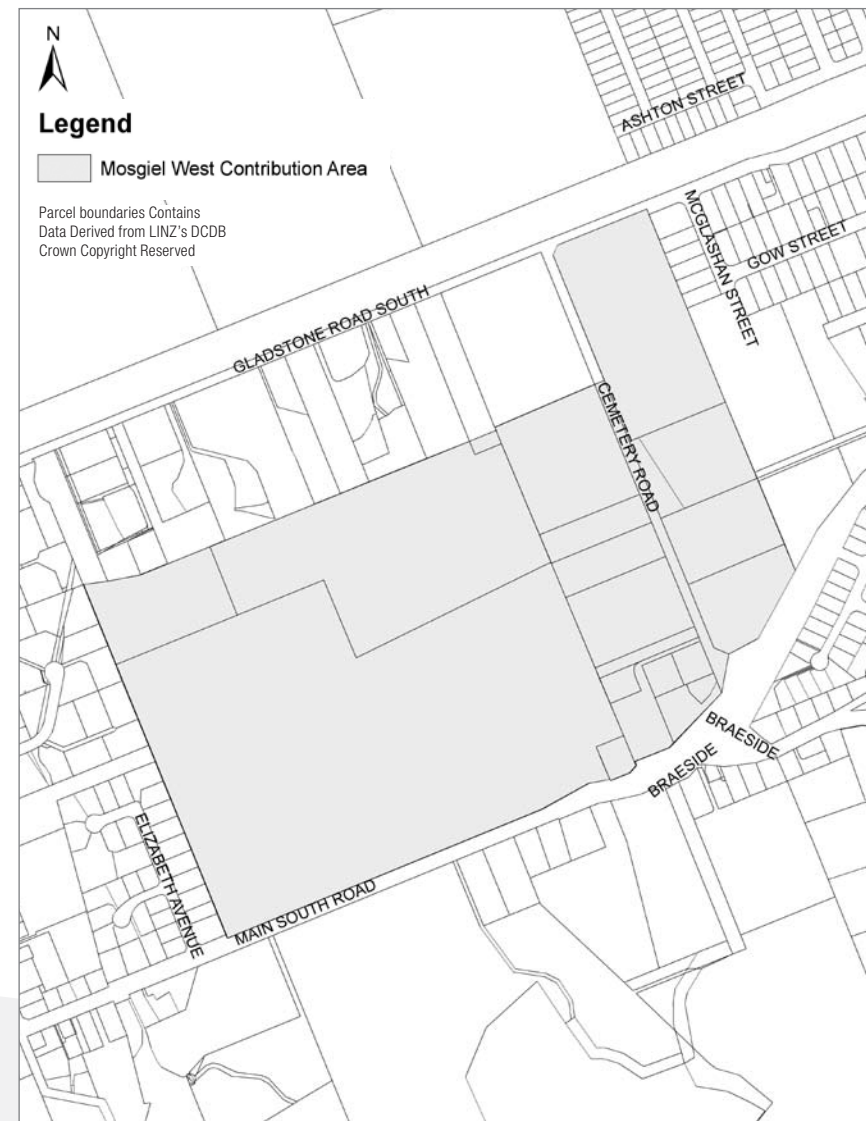 N
Legend
Mosgiel West Contribution Area
Parcel boundaries Contains
Data Derived from LINZ's DCDB
Crown Copyright Reserved
ASHTON STREET
MCGLASHAN STREET
GOW STREET
GLADSTONE ROAD SOUTH
CEMETERY ROAD
BRAESIDE
BRAESIDE
ELIZABETH AVENUE
MAIN SOUTH ROAD